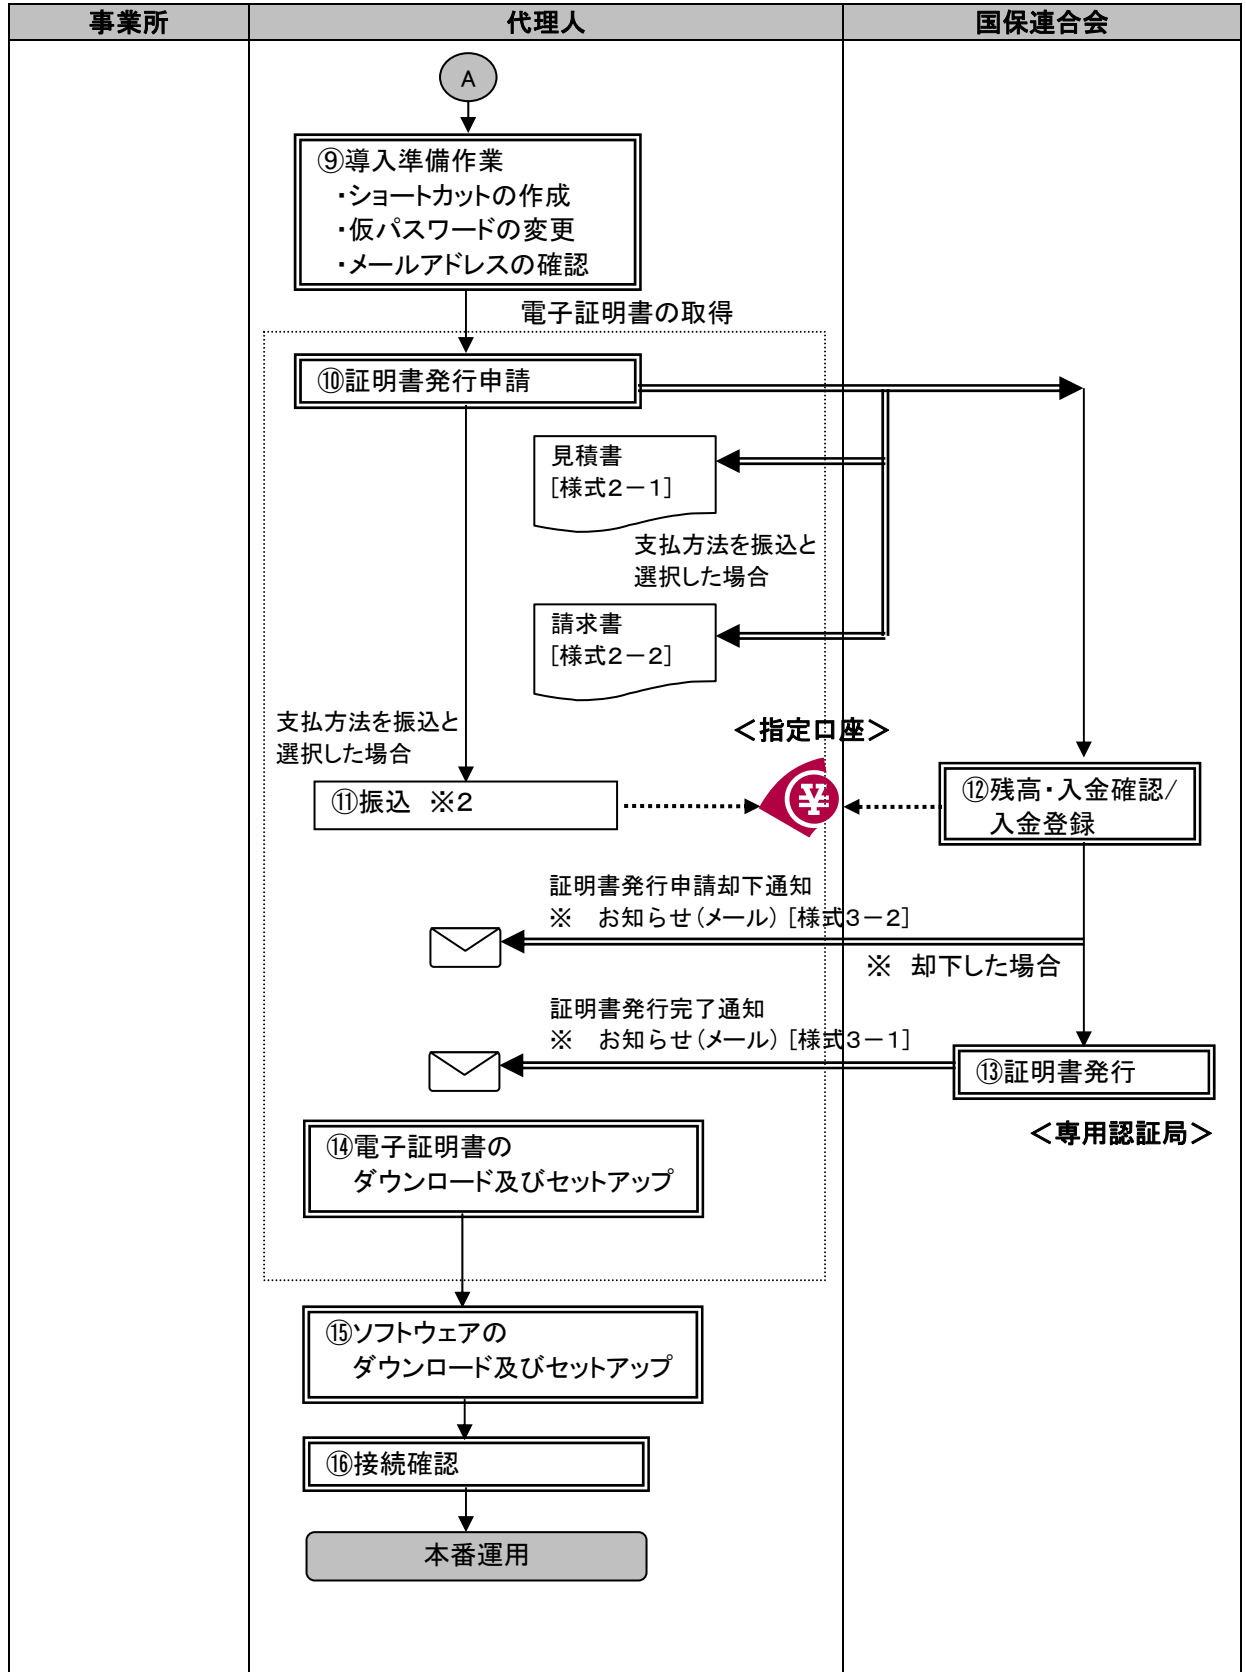 事業所
代理人
国保連合会
A
⑨導入準備作業
・ショートカットの作成
・仮パスワードの変更
・メールアドレスの確認
電子証明書の取得
⑩証明書発行申請
見積書
[様式2-1]
支払方法を振込と
選択した場合
請求書
[様式2-2]
支払方法を振込と
選択した場合
<指定口座>
⑪振込 ※2
¥
⑫残高・入金確認/
入金登録
証明書発行申請却下通知
※ お知らせ(メール)[様式3-2]
※ 却下した場合
証明書発行完了通知
※ お知らせ(メール)[様式3-1]
⑬証明書発行
<専用認証局>
⑭電子証明書の
ダウンロード及びセットアップ
⑮ソフトウェアの
ダウンロード及びセットアップ
⑯接続確認
本番運用